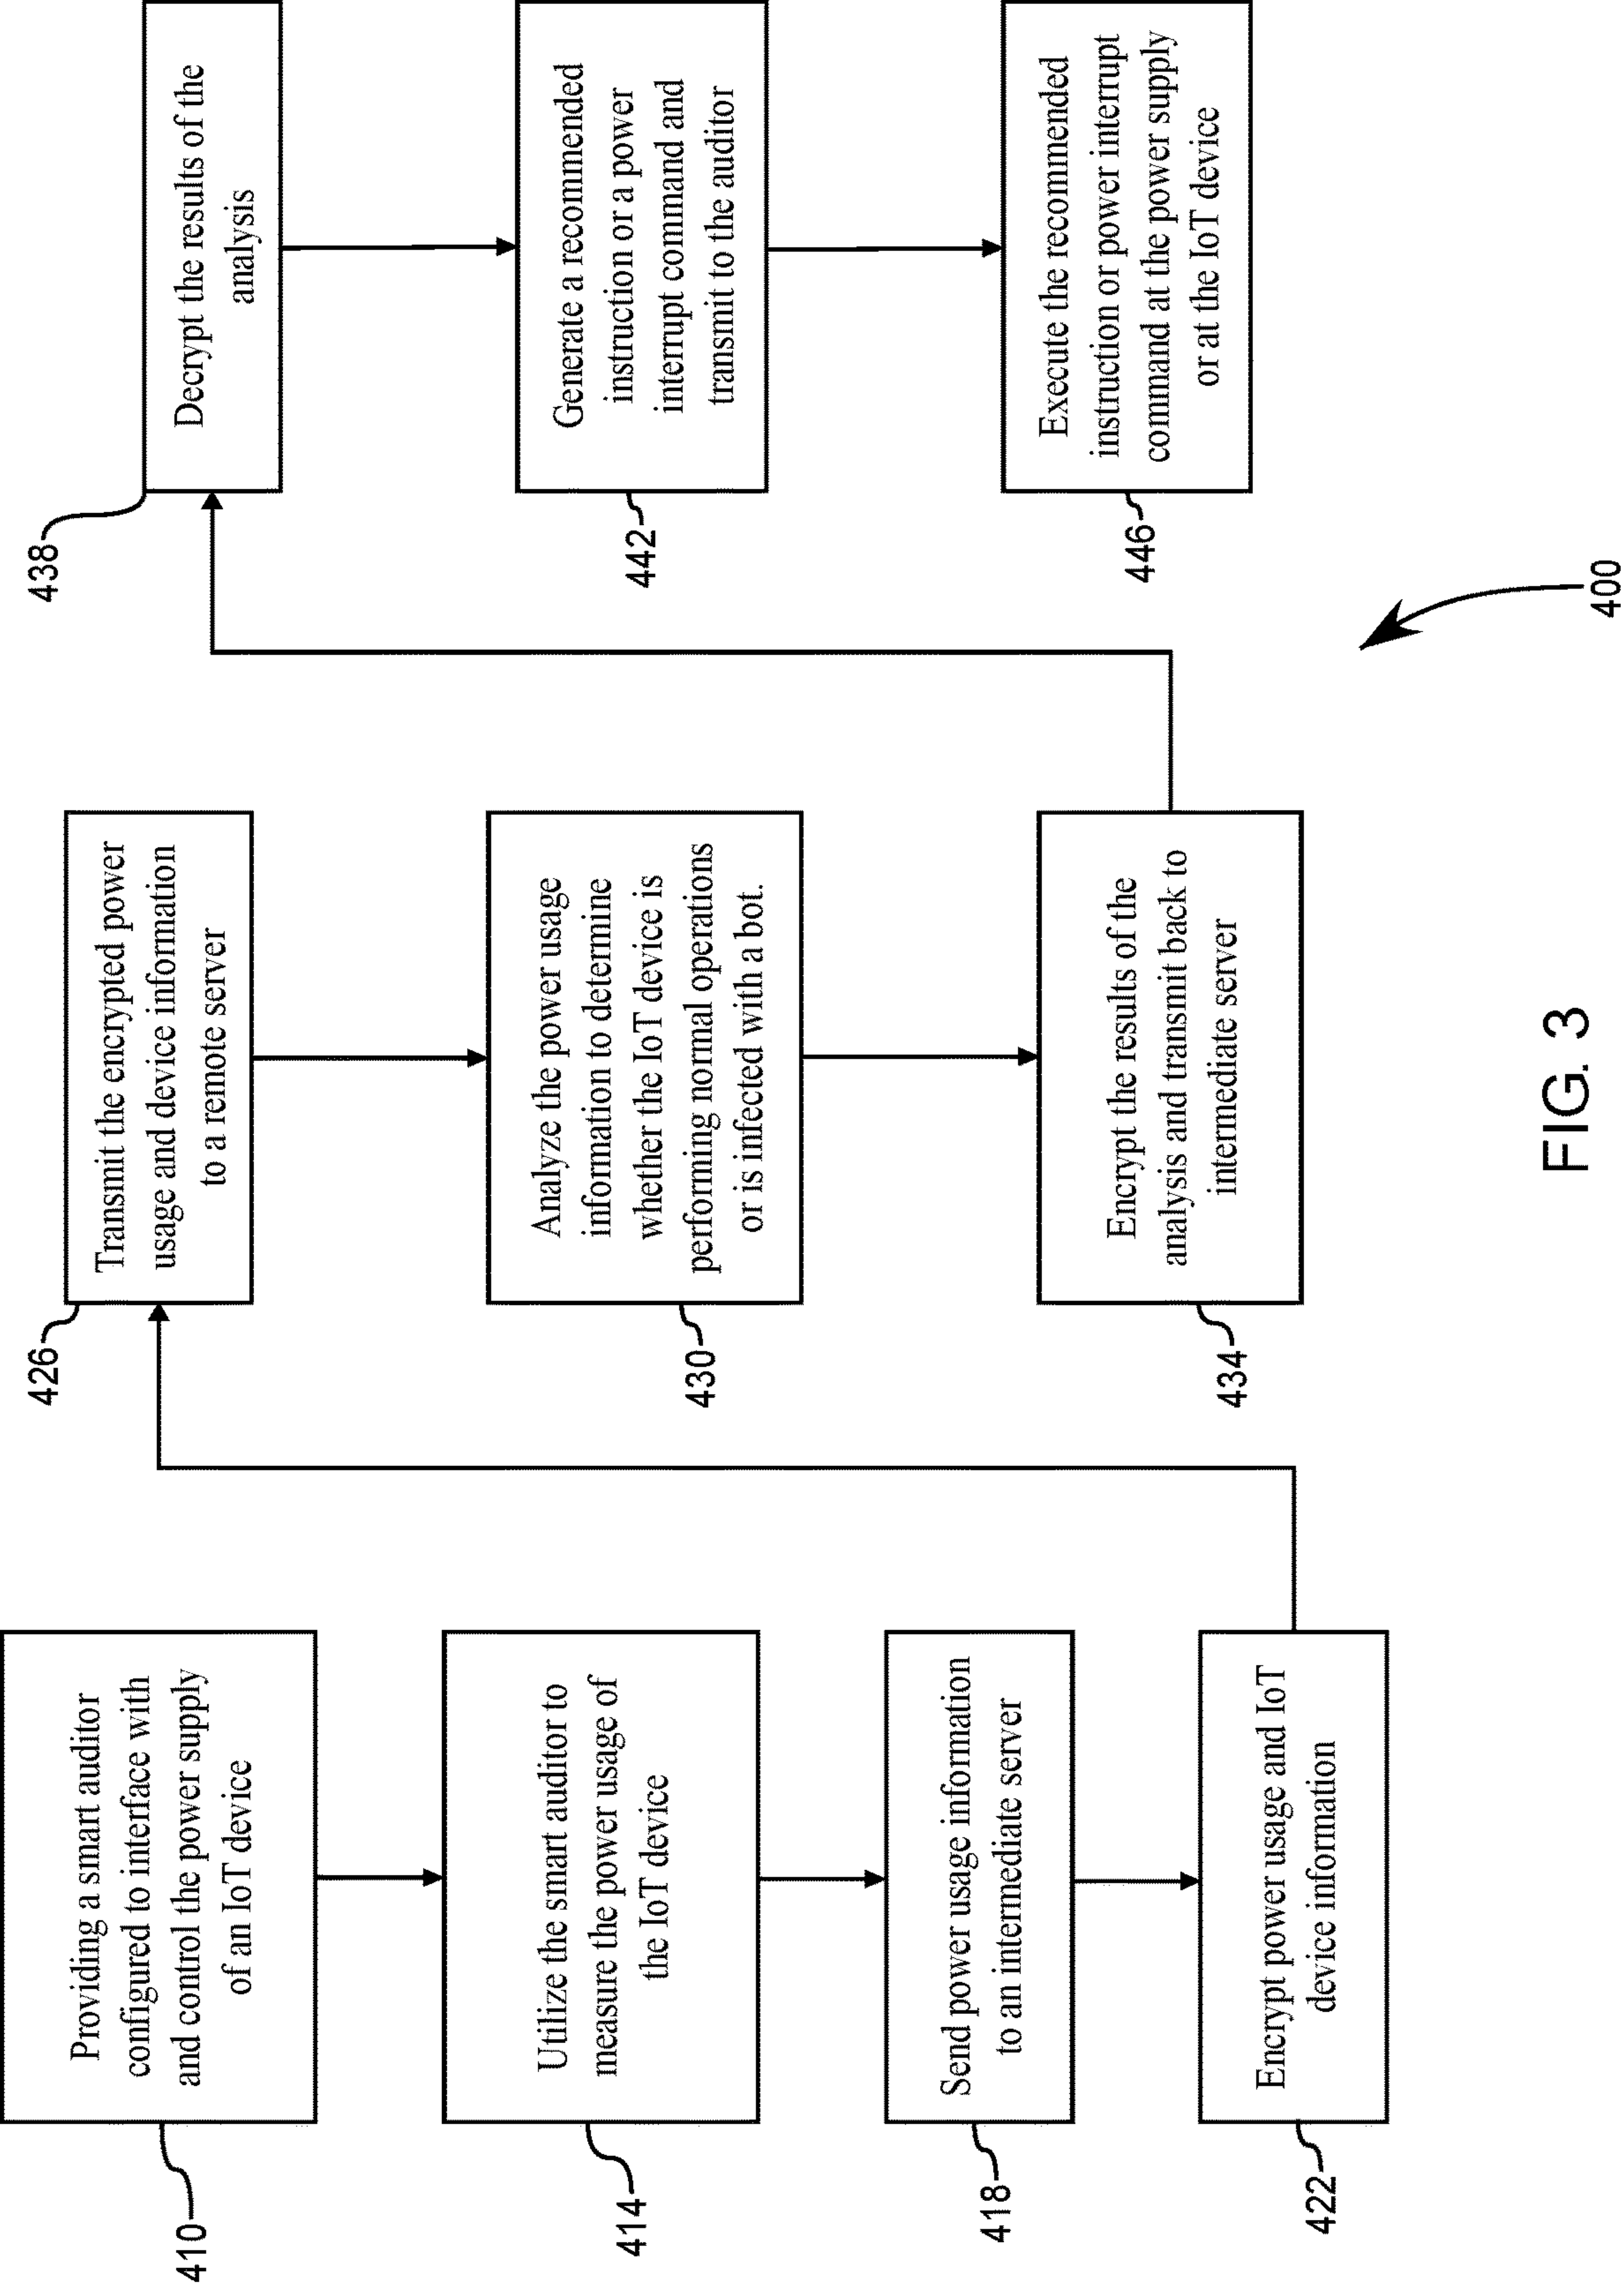 Providing a smart auditor
configured to interface with
and control the power supply
of an IoT device
410
Utilize the smart auditor to
measure the power usage of
the IoT device
414
Send power usage information
to an intermediate server
418
Encrypt power usage and IoT
device information
422
Transmit the encrypted power
usage and device information
to a remote server
426
Analyze the power usage
information to determine
whether the IoT device is
performing normal operations
or is infected with a bot.
430
Encrypt the results of the
analysis and transmit back to
intermediate server
434
Decrypt the results of the
analysis
438
Generate a recommended
instruction or a power
interrupt command and
transmit to the auditor
442
Execute the recommended
instruction or power interrupt
command at the power supply
or at the IoT device
446
400
FIG. 3